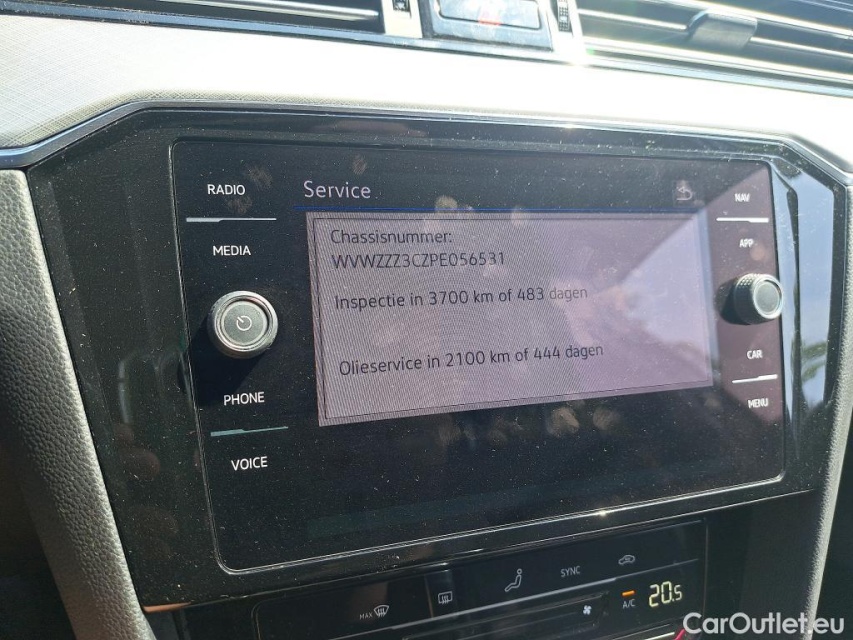 RADIO
MEDIA
PHONE
VOICE
Service
Chassisnummer:
WVWZZZ3CZPE056531
Inspectie in 3700 km of 483 dagen
Olieservice in 2100 km of 444 dagen
NAV
APP
CAR
MENU
MAX
SYNC
A/C
20.5
CarOutlet.eu